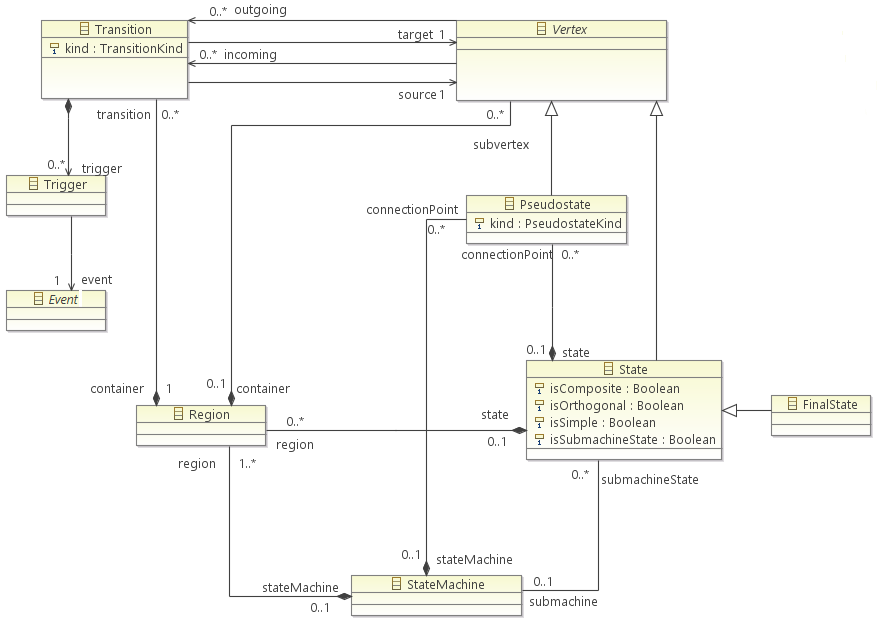 0..* outgoing
Transition
kind : TransitionKind
Vertex
target 1
0..* incoming
source 1
transition 0..*
0..*
subvertex
0..* trigger
Trigger
connectionPoint
0..*
Pseudostate
kind : PseudostateKind
connectionPoint 0..*
1 event
Event
0..1 state
State
isComposite : Boolean
isOrthogonal : Boolean
isSimple : Boolean
isSubmachineState : Boolean
FinalState
container 1
0..1 container
Region
0..*
region
state
0..1
region 1..*
0..*
submachineState
0..1
stateMachine
StateMachine
stateMachine
0..1
0..1
submachine